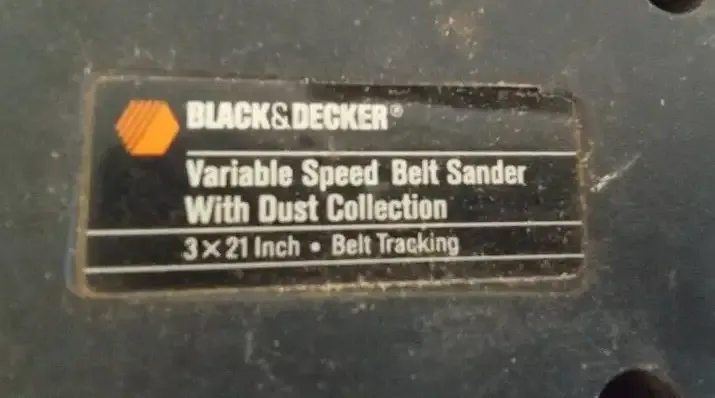 BLACK&DECKER®
Variable Speed Belt Sander
With Dust Collection
3 × 21 Inch • Belt Tracking